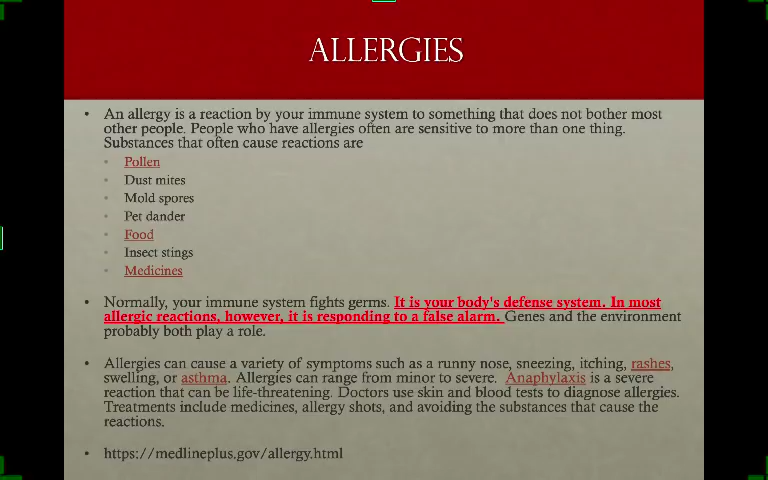 ALLERGIES
• An allergy is a reaction by your immune system to something that does not bother most
other people. People who have allergies often are sensitive to more than one thing.
Substances that often cause reactions are
• Pollen
• Dust mites
• Mold spores
• Pet dander
• Food
• Insect stings
• Medicines
• Normally, your immune system fights germs. It is your body's defense system. In most
allergic reactions, however, it is responding to a false alarm. Genes and the environment
probably both play a role.
• Allergies can cause a variety of symptoms such as a runny nose, sneezing, itching, rashes,
swelling, or asthma. Allergies can range from minor to severe. Anaphylaxis is a severe
reaction that can be life-threatening. Doctors use skin and blood tests to diagnose allergies.
Treatments include medicines, allergy shots, and avoiding the substances that cause the
reactions.
• https://medlineplus.gov/allergy.html